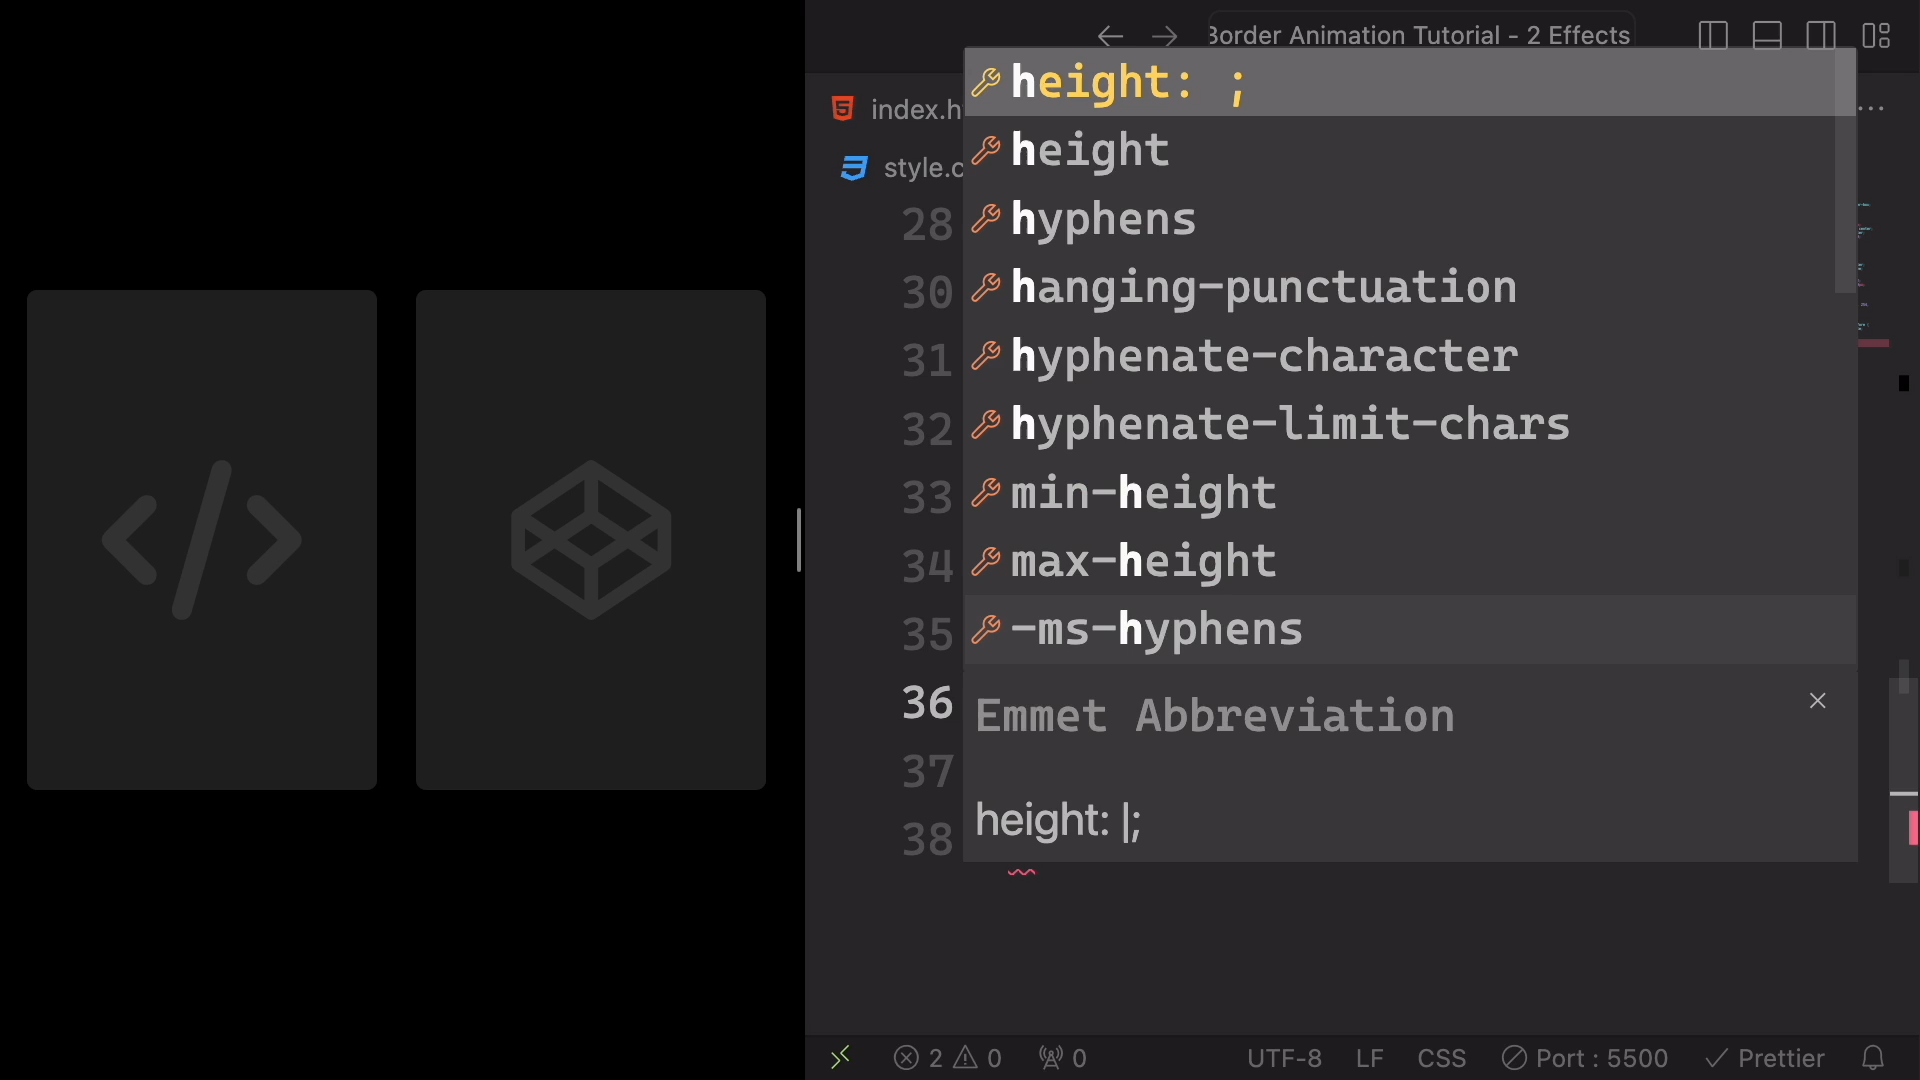 Border Animation Tutorial - 2 Effects
index.h
style.c
28
30
31
32
33
34
35
36
37
38
height: ;
height
hyphens
hanging-punctuation
hyphenate-character
hyphenate-limit-chars
min-height
max-height
-ms-hyphens
Emmet Abbreviation
height: |;
2 0 0 UTF-8 LF CSS Port : 5500 Prettier